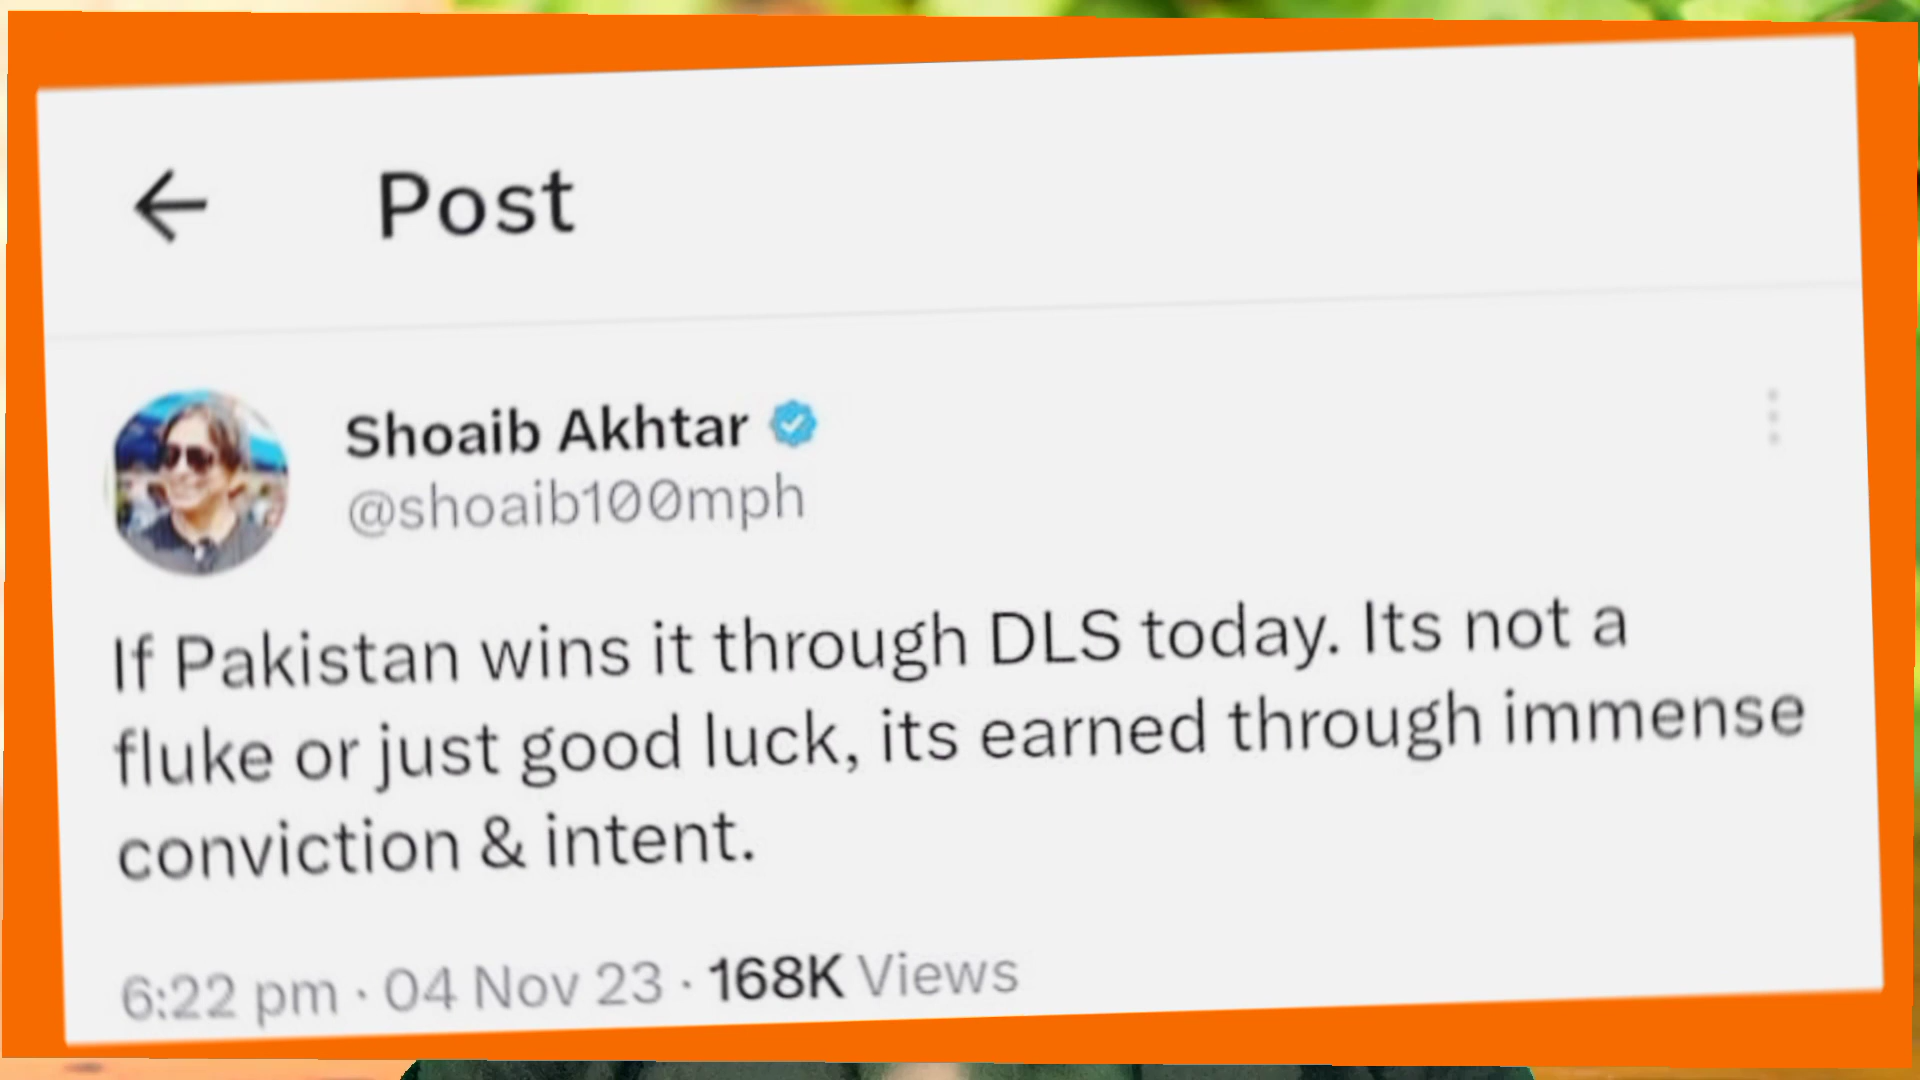 Post
Shoaib Akhtar
@shoaib100mph
If Pakistan wins it through DLS today. Its not a
fluke or just good luck, its earned through immense
conviction & intent.
6:22 pm · 04 Nov 23 · 168K Views